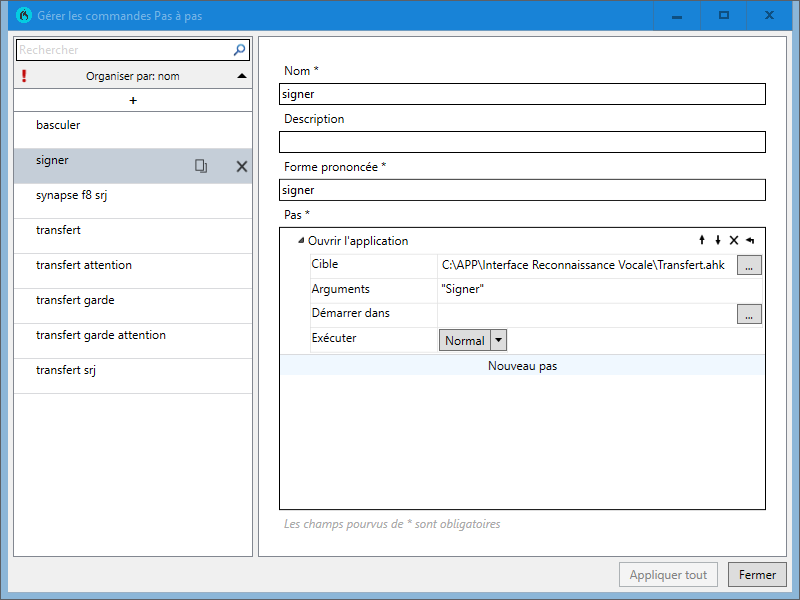 Gérer les commandes Pas à pas
Rechercher
Organiser par: nom
+
basculer
signer
synapse f8 srj
transfert
transfert attention
transfert garde
transfert garde attention
transfert srj
Nom *
signer
Description
Forme prononcée *
signer
Pas *
Ouvrir l'application
Cible C:\APP\Interface Reconnaissance Vocale\Transfert.ahk ...
Arguments "Signer"
Démarrer dans ...
Exécuter Normal
Nouveau pas
Les champs pourvus de * sont obligatoires
Appliquer tout Fermer